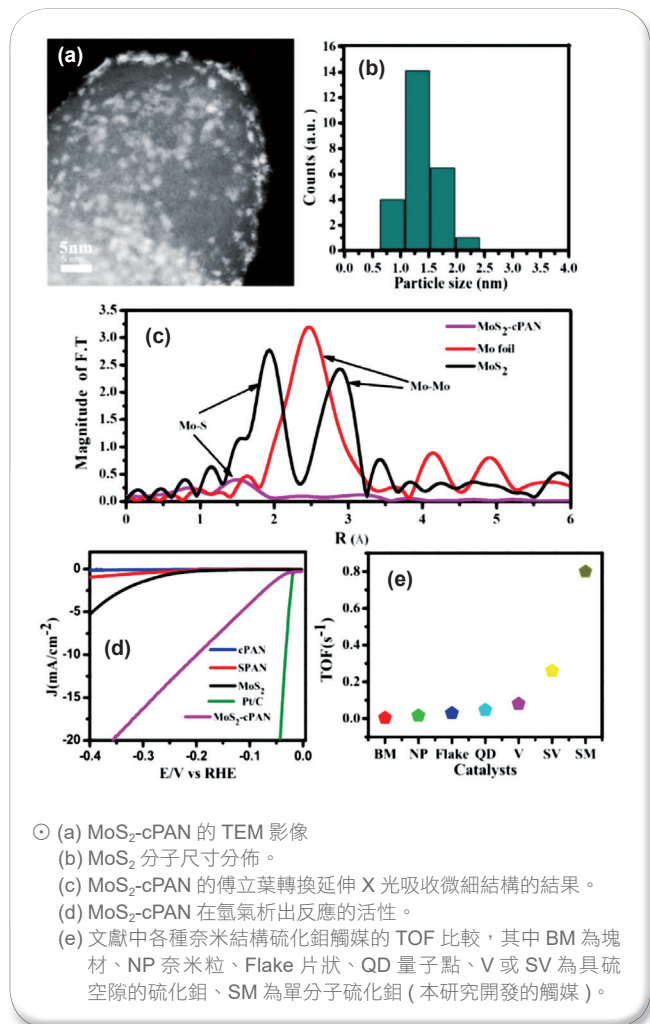 (a)
5nm
5 nm
(b)
Counts (a.u.)
16
14
12
10
8
6
4
2
0
0.0 0.5 1.0 1.5 2.0 2.5 3.0 3.5 4.0
Particle size (nm)
(c)
Magnitude of F.T
3.5
3.0
2.5
2.0
1.5
1.0
0.5
0.0
Mo-S
Mo-Mo
MoS₂-cPAN
Mo foil
MoS₂
0 1 2 3 4 5 6
R (Å)
(d)
J(mA/cm⁻²)
0
-5
-10
-15
-20
cPAN
SPAN
MoS₂
Pt/C
MoS₂-cPAN
-0.4 -0.3 -0.2 -0.1 0.0
E/V vs RHE
(e)
TOF(s⁻¹)
0.8
0.6
0.4
0.2
0.0
BM NP Flake QD V SV SM
Catalysts
⊙ (a) MoS₂-cPAN 的 TEM 影像
(b) MoS₂ 分子尺寸分佈。
(c) MoS₂-cPAN 的傅立葉轉換延伸 X 光吸收微細結構的結果。
(d) MoS₂-cPAN 在氫氣析出反應的活性。
(e) 文獻中各種奈米結構硫化鉬觸媒的 TOF 比較，其中 BM 為塊
材、NP 奈米粒、Flake 片狀、QD 量子點、V 或 SV 為具硫
空隙的硫化鉬、SM 為單分子硫化鉬 ( 本研究開發的觸媒 )。